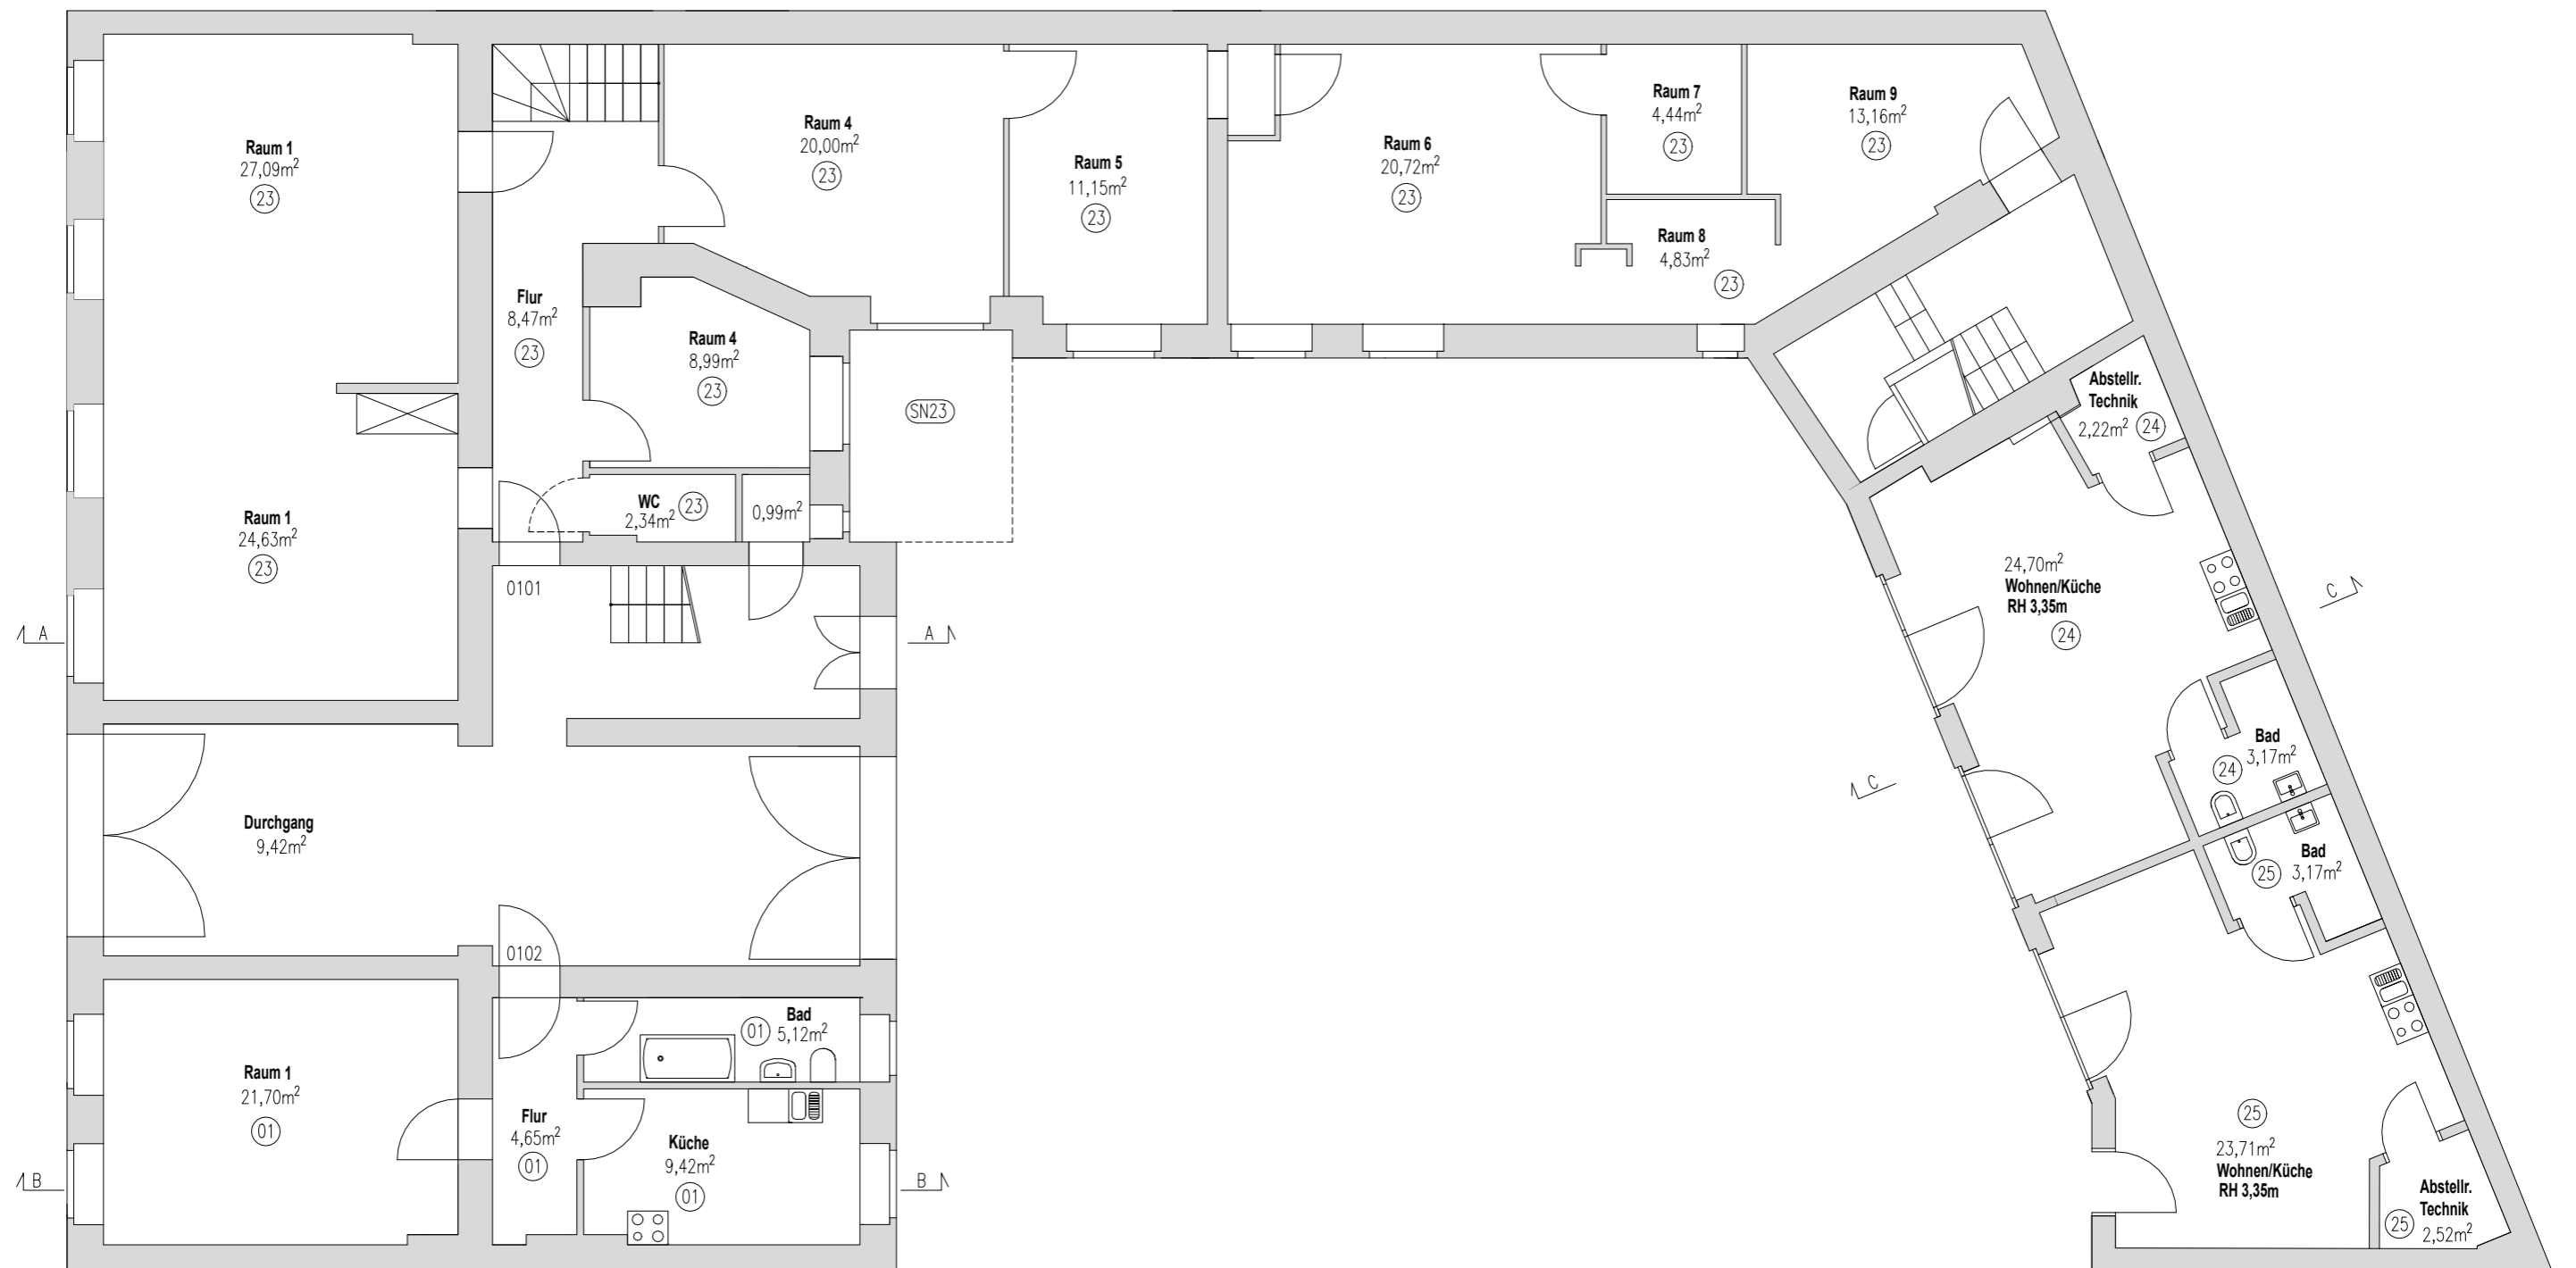 Raum 1
27,09m²
23
Raum 4
20,00m²
23
Raum 5
11,15m²
23
Raum 6
20,72m²
23
Raum 7
4,44m²
23
Raum 8
4,83m²
23
Raum 9
13,16m²
23
Flur
8,47m²
23
Raum 4
8,99m²
23
SN23
WC
2,34m²
23
0,99m²
Raum 1
24,63m²
23
0101
A
A
Abstellr.
Technik
2,22m²
24
24,70m²
Wohnen/Küche
RH 3,35m
24
C
C
Bad
3,17m²
24
Bad
3,17m²
25
Durchgang
9,42m²
0102
Raum 1
21,70m²
01
Flur
4,65m²
01
Bad
5,12m²
01
Küche
9,42m²
01
B
B
25
23,71m²
Wohnen/Küche
RH 3,35m
Abstellr.
Technik
2,52m²
25